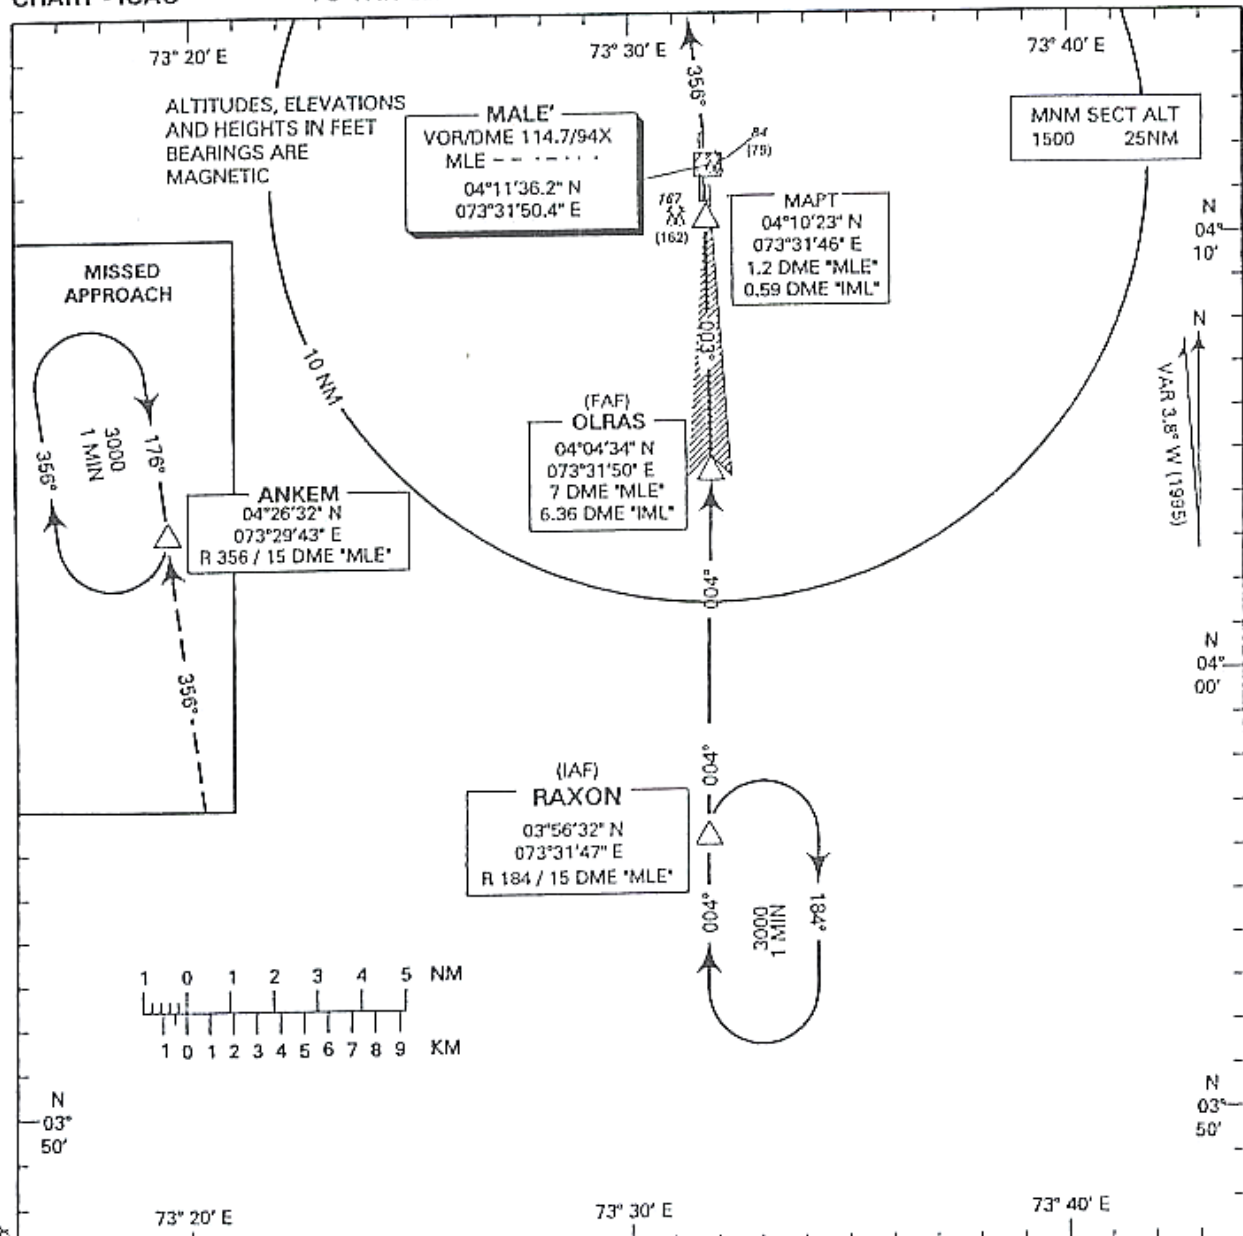 CHART - ICAO
73° 20' E
73° 30' E
73° 40' E
ALTITUDES, ELEVATIONS
AND HEIGHTS IN FEET
BEARINGS ARE
MAGNETIC
MALE'
VOR/DME 114.7/94X
MLE -- · -·· ·
04°11'36.2" N
073°31'50.4" E
356°
84
(79)
MNM SECT ALT
1500 25NM
167
(162)
MAPT
04°10'23" N
073°31'46" E
1.2 DME "MLE"
0.59 DME "IML"
N
04°
10'
MISSED
APPROACH
3000
1 MIN
356°
176°
ANKEM
04°26'32" N
073°29'43" E
R 356 / 15 DME "MLE"
356°
10 NM
003°
(FAF)
OLRAS
04°04'34" N
073°31'50" E
7 DME "MLE"
6.36 DME "IML"
N
VAR 3.8° W (1995)
004°
N
04°
00'
004°
(IAF)
RAXON
03°56'32" N
073°31'47" E
R 184 / 15 DME "MLE"
004°
3000
1 MIN
184°
1 0 1 2 3 4 5 NM
1 0 1 2 3 4 5 6 7 8 9 KM
N
03°
50'
N
03°
50'
73° 20' E
73° 30' E
73° 40' E